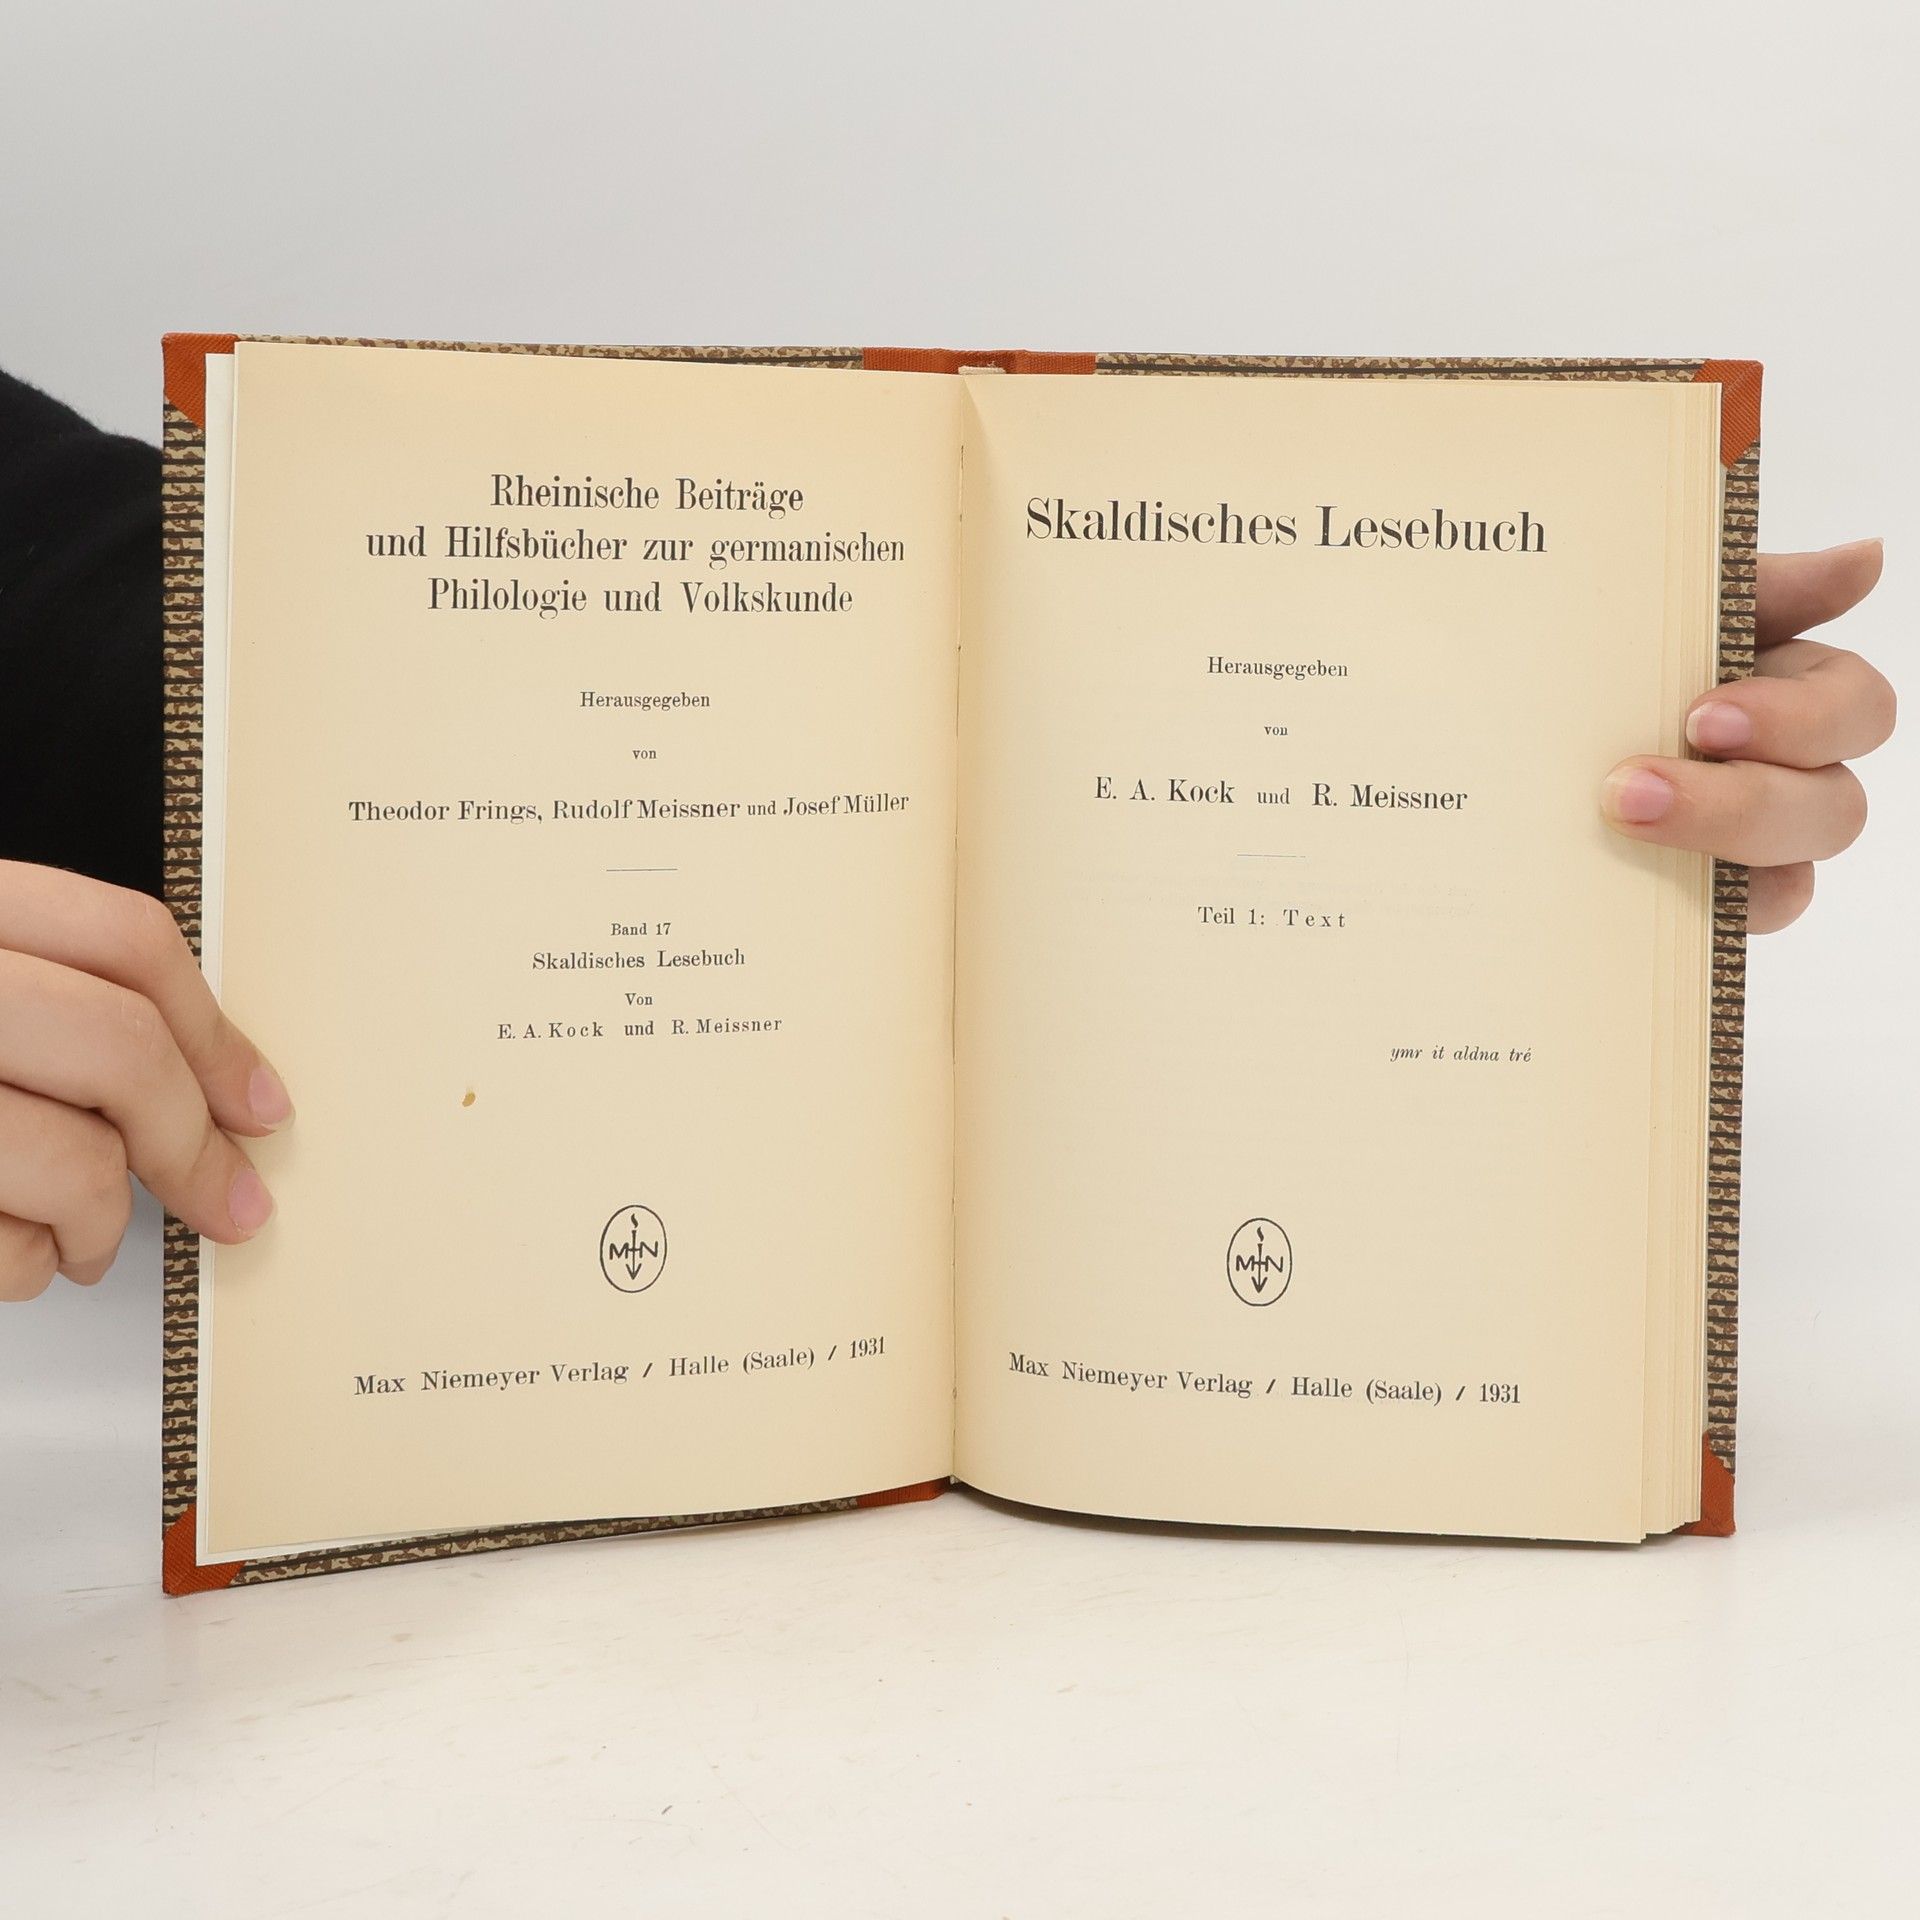 Rheinische Beiträge
und Hilfsbücher zur germanischen
Philologie und Volkskunde
Herausgegeben
von
Theodor Frings, Rudolf Meissner und Josef Müller
Band 17
Skaldisches Lesebuch
Von
E. A. Kock und R. Meissner
MN
Max Niemeyer Verlag / Halle (Saale) / 1931
Skaldisches Lesebuch
Herausgegeben
von
E. A. Kock und R. Meissner
Teil 1: Text
ymr it aldna tré
MN
Max Niemeyer Verlag / Halle (Saale) / 1931